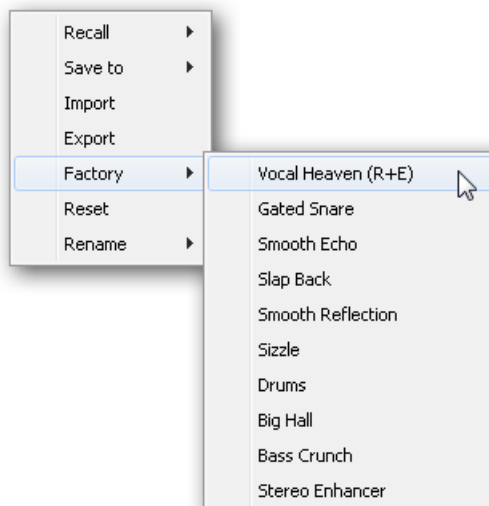 Recall
Save to
Import
Export
Factory
Reset
Rename
Vocal Heaven (R+E)
Gated Snare
Smooth Echo
Slap Back
Smooth Reflection
Sizzle
Drums
Big Hall
Bass Crunch
Stereo Enhancer